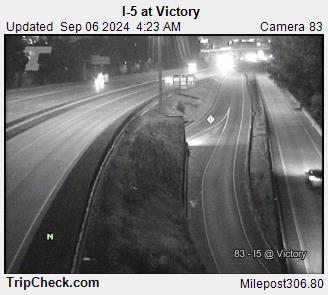 I-5 at Victory
Updated Sep 06 2024 4:23 AM Camera 83
N
83 - I5 @ Victory
TripCheck.com Milepost306.80